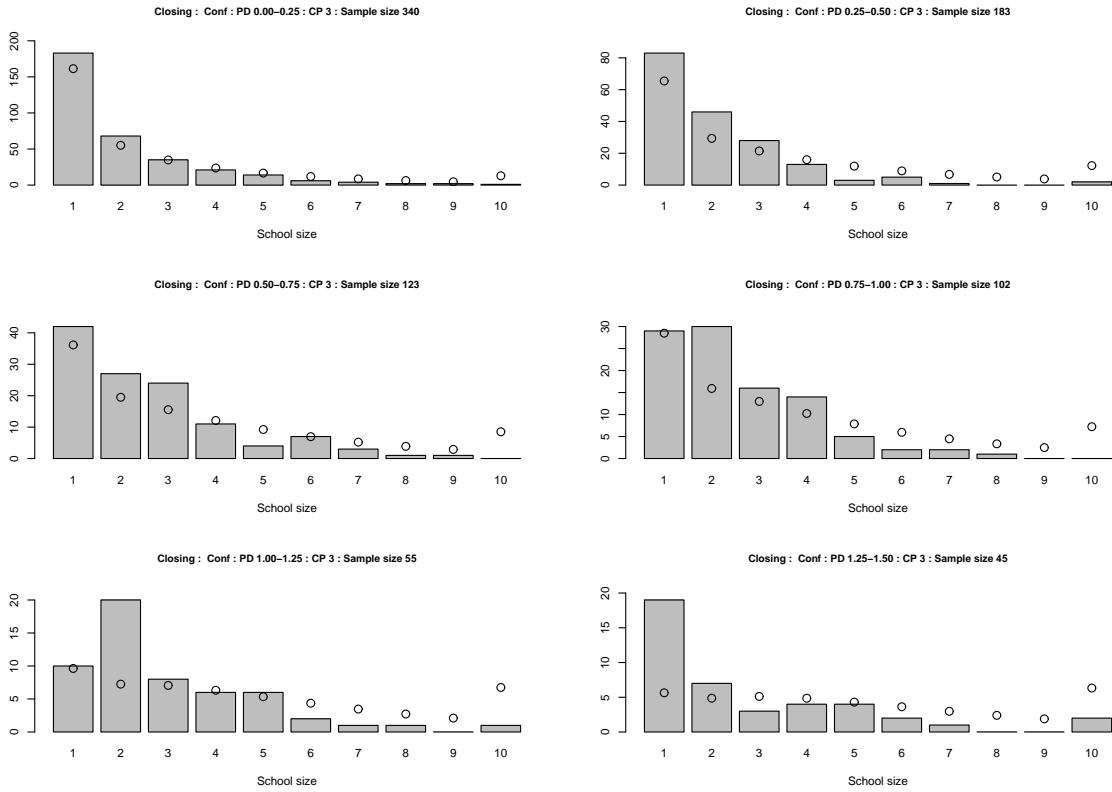 Closing : Conf : PD 0.00−0.25 : CP 3 : Sample size 340
200
150
100
50
0
1 2 3 4 5 6 7 8 9 10
School size
Closing : Conf : PD 0.25−0.50 : CP 3 : Sample size 183
80
60
40
20
0
1 2 3 4 5 6 7 8 9 10
School size
Closing : Conf : PD 0.50−0.75 : CP 3 : Sample size 123
40
30
20
10
0
1 2 3 4 5 6 7 8 9 10
School size
Closing : Conf : PD 0.75−1.00 : CP 3 : Sample size 102
30
20
10
5
0
1 2 3 4 5 6 7 8 9 10
School size
Closing : Conf : PD 1.00−1.25 : CP 3 : Sample size 55
20
15
10
5
0
1 2 3 4 5 6 7 8 9 10
School size
Closing : Conf : PD 1.25−1.50 : CP 3 : Sample size 45
20
15
10
5
0
1 2 3 4 5 6 7 8 9 10
School size